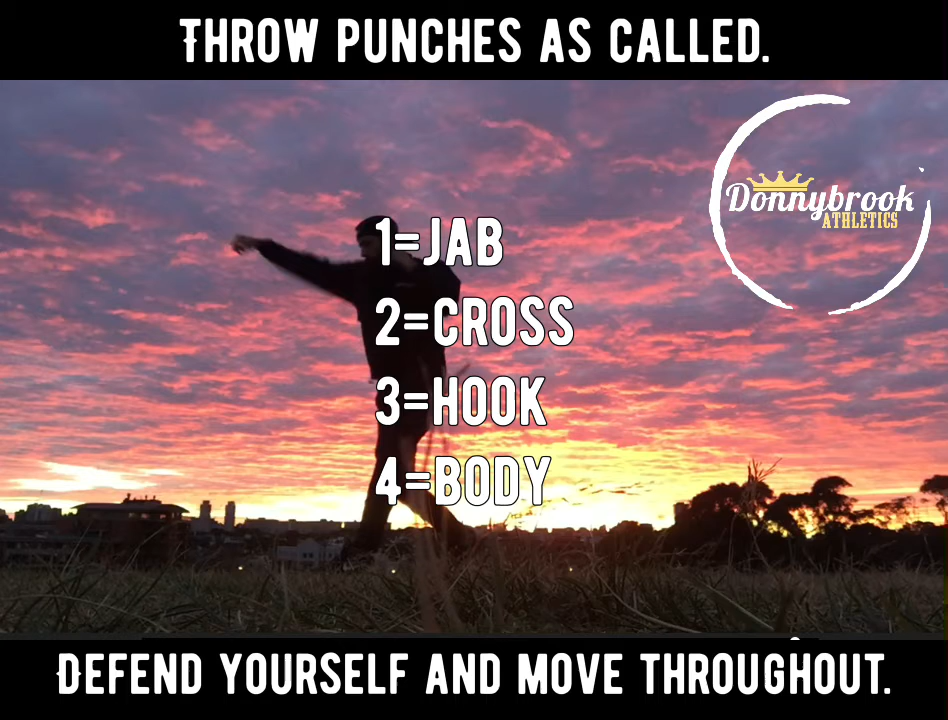 THROW PUNCHES AS CALLED.
Donnybrook
ATHLETICS
1=JAB
2=CROSS
3=HOOK
4=BODY
DEFEND YOURSELF AND MOVE THROUGHOUT.